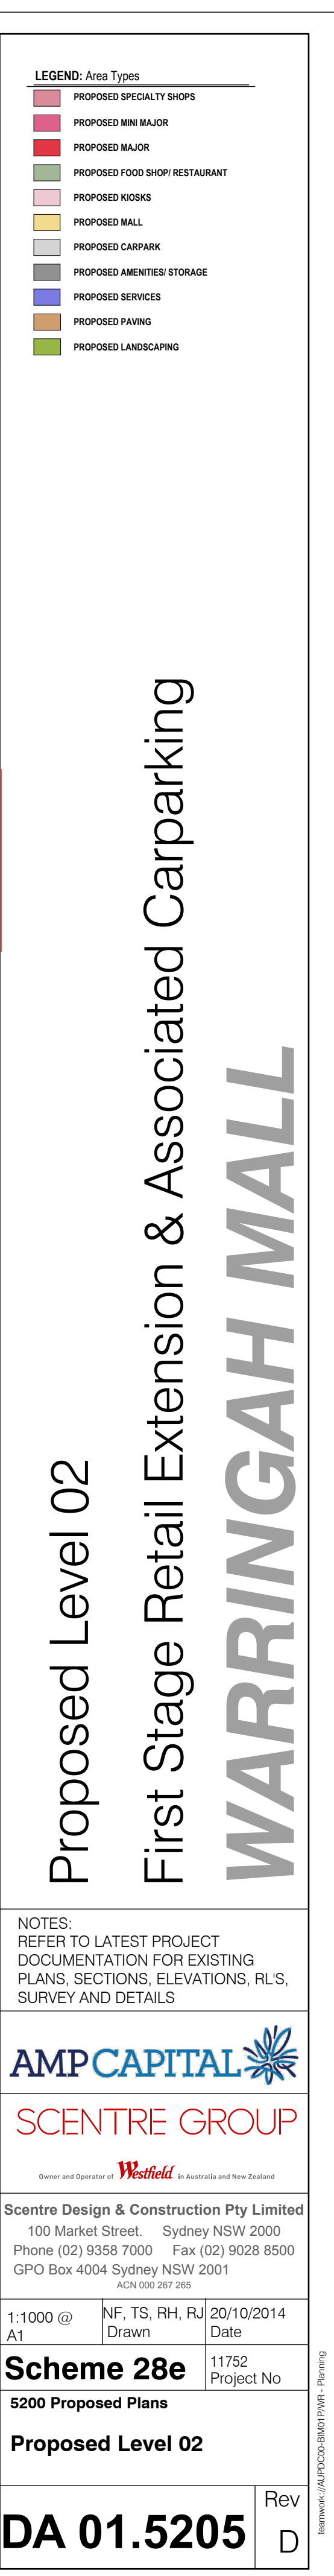 LEGEND: Area Types
PROPOSED SPECIALTY SHOPS
PROPOSED MINI MAJOR
PROPOSED MAJOR
PROPOSED FOOD SHOP/ RESTAURANT
PROPOSED KIOSKS
PROPOSED MALL
PROPOSED CARPARK
PROPOSED AMENITIES/ STORAGE
PROPOSED SERVICES
PROPOSED PAVING
PROPOSED LANDSCAPING
Proposed Level 02
First Stage Retail Extension & Associated Carparking
WARRINGAH MALL
NOTES:
REFER TO LATEST PROJECT
DOCUMENTATION FOR EXISTING
PLANS, SECTIONS, ELEVATIONS, RL'S,
SURVEY AND DETAILS
AMP CAPITAL
SCENTRE GROUP
Owner and Operator of Westfield in Australia and New Zealand
Scentre Design & Construction Pty Limited
100 Market Street. Sydney NSW 2000
Phone (02) 9358 7000 Fax (02) 9028 8500
GPO Box 4004 Sydney NSW 2001
ACN 000 267 265
1:1000 @
A1
NF, TS, RH, RJ
Drawn
20/10/2014
Date
Scheme 28e
11752
Project No
5200 Proposed Plans
Proposed Level 02
DA 01.5205
Rev
D
teamwork://AUPDC00-BIM01P/WR - Planning